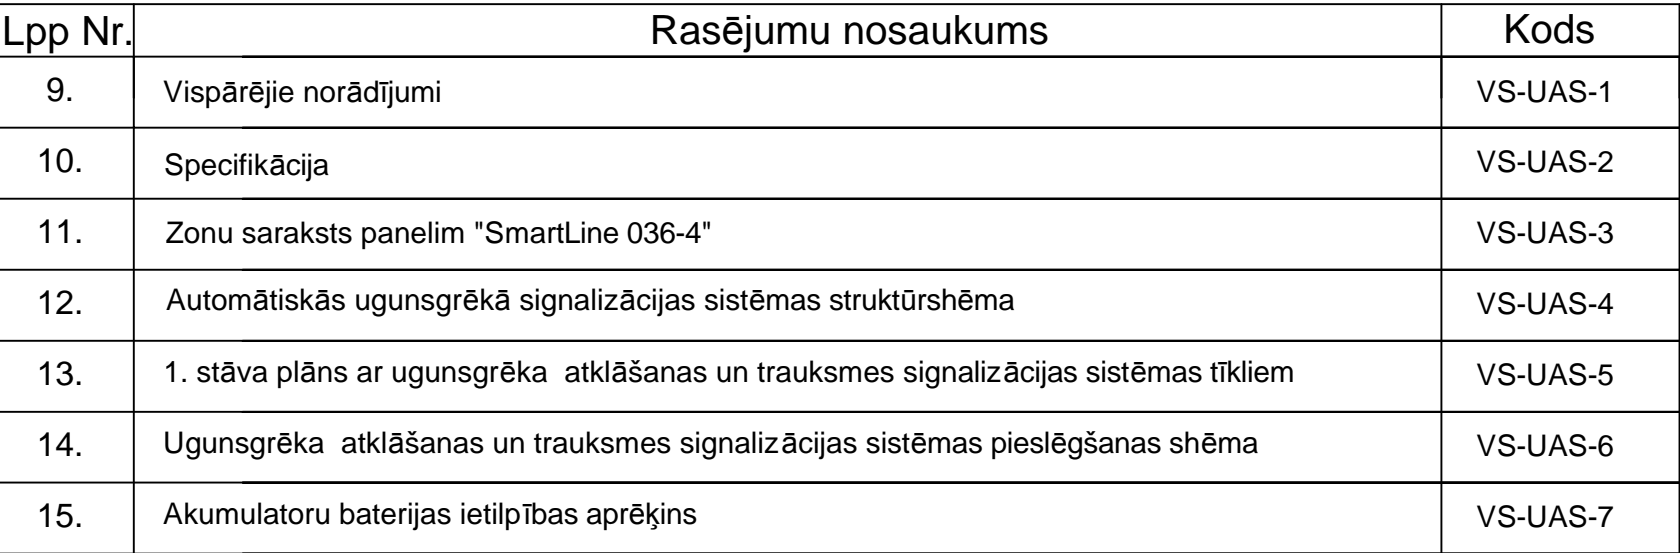 Lpp Nr. Rasējumu nosaukums Kods
9. Vispārējie norādījumi VS-UAS-1
10. Specifikācija VS-UAS-2
11. Zonu saraksts panelim "SmartLine 036-4" VS-UAS-3
12. Automātiskās ugunsgrēkā signalizācijas sistēmas struktūrshēma VS-UAS-4
13. 1. stāva plāns ar ugunsgrēka atklāšanas un trauksmes signalizācijas sistēmas tīkliem VS-UAS-5
14. Ugunsgrēka atklāšanas un trauksmes signalizācijas sistēmas pieslēgšanas shēma VS-UAS-6
15. Akumulatoru baterijas ietilpības aprēķins VS-UAS-7